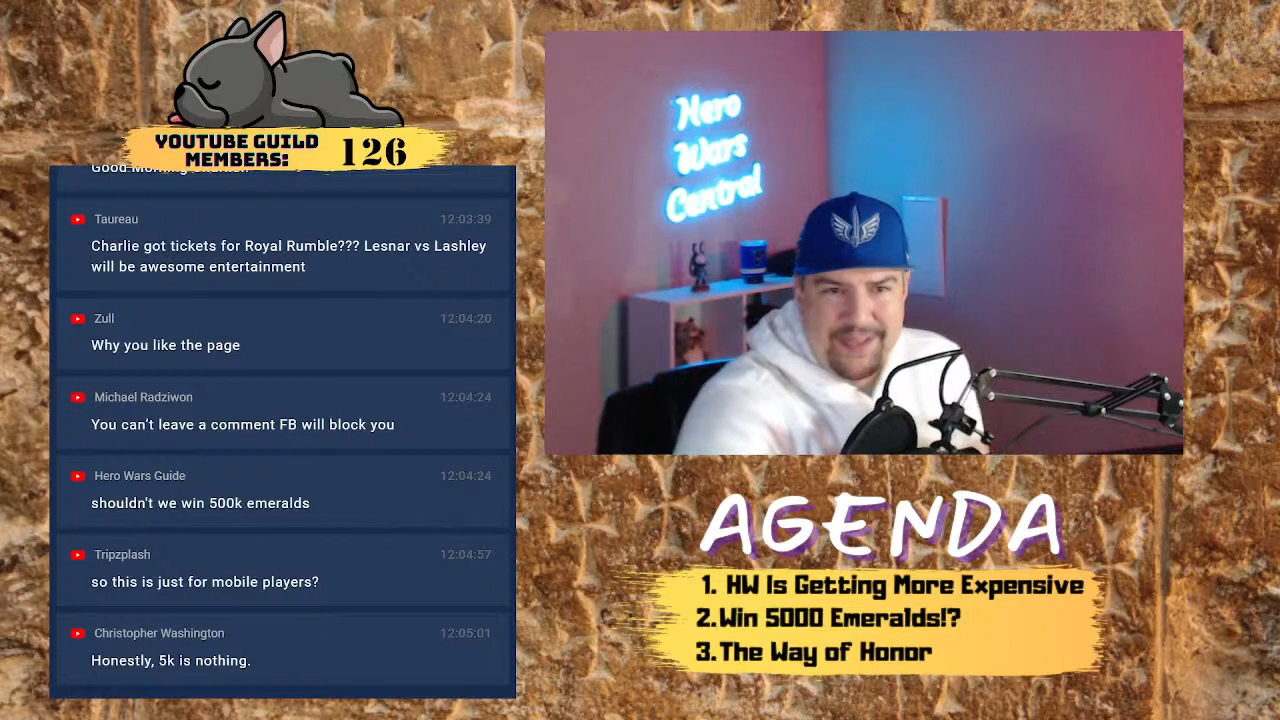 YOUTUBE GUILD
MEMBERS: 126
Good Morning
Taureau 12:03:39
Charlie got tickets for Royal Rumble??? Lesnar vs Lashley
will be awesome entertainment
Zull 12:04:20
Why you like the page
Michael Radziwon 12:04:24
You can't leave a comment FB will block you
Hero Wars Guide 12:04:24
shouldn't we win 500k emeralds
Tripzplash 12:04:57
so this is just for mobile players?
Christopher Washington 12:05:01
Honestly, 5k is nothing.
Hero
Wars
Central
AGENDA
1. HW Is Getting More Expensive
2.Win 5000 Emeralds!?
3.The Way of Honor